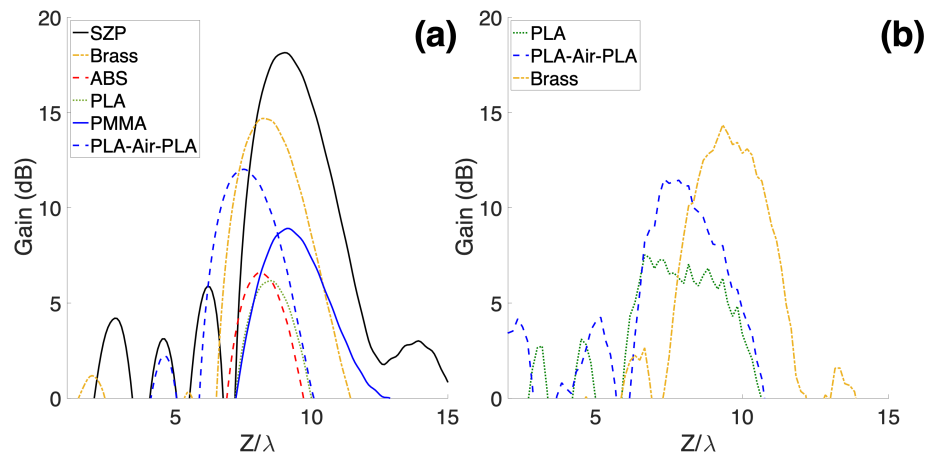 (a)
20
15
10
5
0
Gain (dB)
SZP
Brass
ABS
PLA
PMMA
PLA-Air-PLA
5
10
15
Z/λ
(b)
20
15
10
5
0
Gain (dB)
PLA
PLA-Air-PLA
Brass
5
10
15
Z/λ